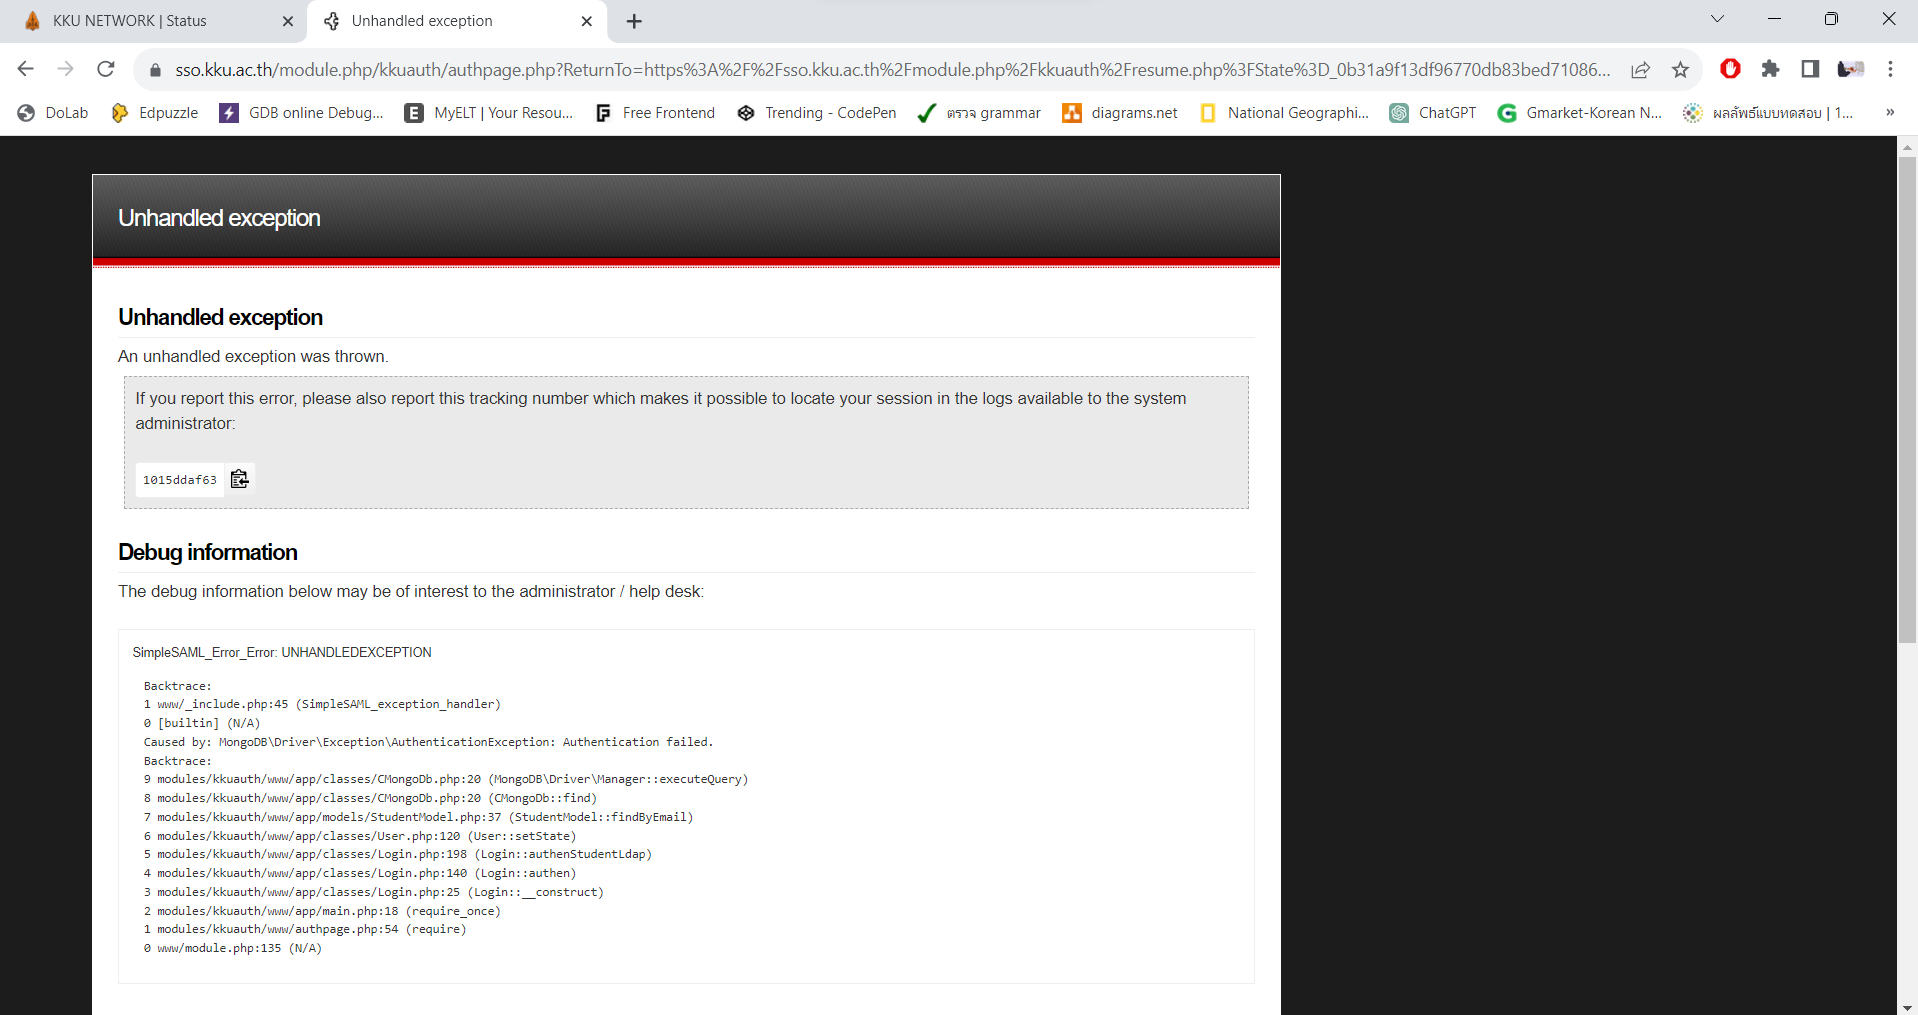 KKU NETWORK | Status
Unhandled exception
sso.kku.ac.th/module.php/kkuauth/authpage.php?ReturnTo=https%3A%2F%2Fsso.kku.ac.th%2Fmodule.php%2Fkkuauth%2Fresume.php%3FState%3D_0b31a9f13df96770db83bed71086...
DoLab
Edpuzzle
GDB online Debug...
MyELT | Your Resou...
Free Frontend
Trending - CodePen
ตรวจ grammar
diagrams.net
National Geographi...
ChatGPT
Gmarket-Korean N...
ผลลัพธ์แบบทดสอบ | 1...
»
Unhandled exception
Unhandled exception
An unhandled exception was thrown.
If you report this error, please also report this tracking number which makes it possible to locate your session in the logs available to the system
administrator:
1015ddaf63
Debug information
The debug information below may be of interest to the administrator / help desk:
SimpleSAML_Error_Error: UNHANDLEDEXCEPTION
Backtrace:
1 www/_include.php:45 (SimpleSAML_exception_handler)
0 [builtin] (N/A)
Caused by: MongoDB\Driver\Exception\AuthenticationException: Authentication failed.
Backtrace:
9 modules/kkuauth/www/app/classes/CMongoDb.php:20 (MongoDB\Driver\Manager::executeQuery)
8 modules/kkuauth/www/app/classes/CMongoDb.php:20 (CMongoDb::find)
7 modules/kkuauth/www/app/models/StudentModel.php:37 (StudentModel::findByEmail)
6 modules/kkuauth/www/app/classes/User.php:120 (User::setState)
5 modules/kkuauth/www/app/classes/Login.php:198 (Login::authenStudentLdap)
4 modules/kkuauth/www/app/classes/Login.php:140 (Login::authen)
3 modules/kkuauth/www/app/classes/Login.php:25 (Login::__construct)
2 modules/kkuauth/www/app/main.php:18 (require_once)
1 modules/kkuauth/www/authpage.php:54 (require)
0 www/module.php:135 (N/A)